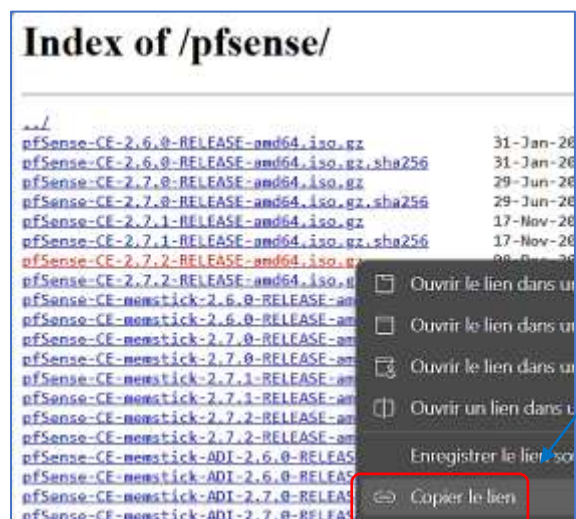 Index of /pfsense/
../
pfSense-CE-2.6.0-RELEASE-amd64.iso.gz 31-Jan-20
pfSense-CE-2.6.0-RELEASE-amd64.iso.gz.sha256 31-Jan-20
pfSense-CE-2.7.0-RELEASE-amd64.iso.gz 29-Jun-20
pfSense-CE-2.7.0-RELEASE-amd64.iso.gz.sha256 29-Jun-20
pfSense-CE-2.7.1-RELEASE-amd64.iso.gz 17-Nov-20
pfSense-CE-2.7.1-RELEASE-amd64.iso.gz.sha256 17-Nov-20
pfSense-CE-2.7.2-RELEASE-amd64.iso.gz
pfSense-CE-2.7.2-RELEASE-amd64.iso.g
Ouvrir le lien dans un
pfSense-CE-memstick-2.6.0-RELEASE-am
pfSense-CE-memstick-2.6.0-RELEASE-am
Ouvrir le lien dans un
pfSense-CE-memstick-2.7.0-RELEASE-am
pfSense-CE-memstick-2.7.0-RELEASE-am
Ouvrir le lien dans un
pfSense-CE-memstick-2.7.1-RELEASE-am
pfSense-CE-memstick-2.7.1-RELEASE-am
Ouvrir un lien dans u
pfSense-CE-memstick-2.7.2-RELEASE-am
pfSense-CE-memstick-2.7.2-RELEASE-am
pfSense-CE-memstick-ADI-2.6.0-RELEAS
Enregistrer le lien so
pfSense-CE-memstick-ADI-2.6.0-RELEAS
pfSense-CE-memstick-ADI-2.7.0-RELEAS
Copier le lien
pfSense-CE-memstick-ADI-2.7.0-RELEAS